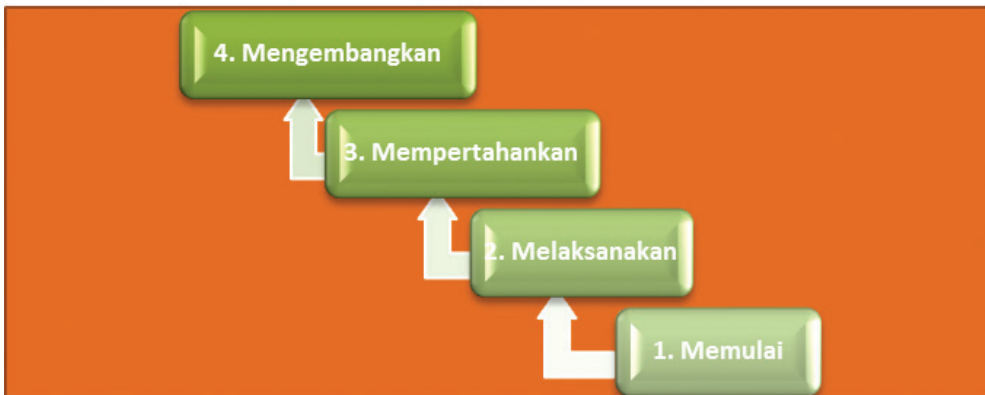 4. Mengembangkan
3. Mempertahankan
2. Melaksanakan
1. Memulai